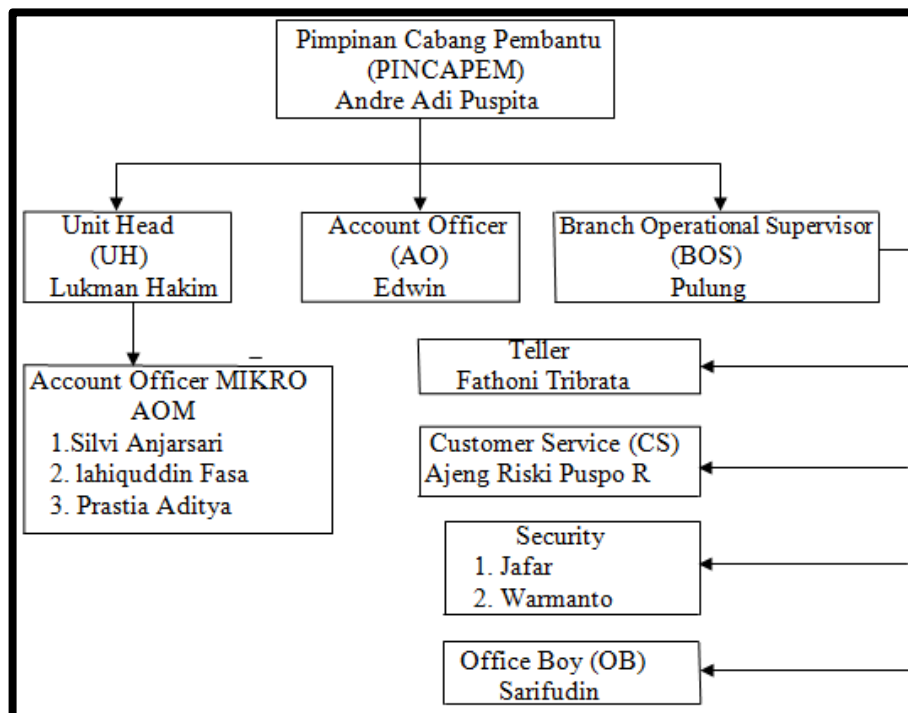 Pimpinan Cabang Pembantu
(PINCAPEM)
Andre Adi Puspita
Unit Head
(UH)
Lukman Hakim
Account Officer
(AO)
Edwin
Branch Operational Supervisor
(BOS)
Pulung
Account Officer MIKRO
AOM
1.Silvi Anjarsari
2. lahiquddin Fasa
3. Prastia Aditya
Teller
Fathoni Tribrata
Customer Service (CS)
Ajeng Riski Puspo R
Security
1. Jafar
2. Warmanto
Office Boy (OB)
Sarifudin